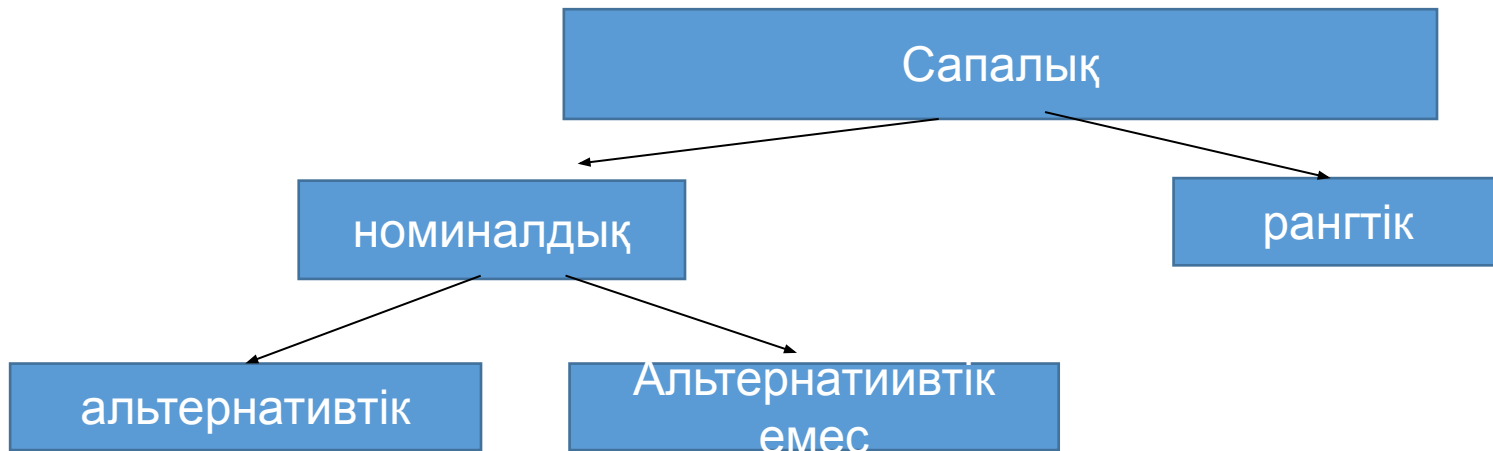 Сапалық
номиналдық
рангтік
альтернативтік
Альтернатиивтік
емес